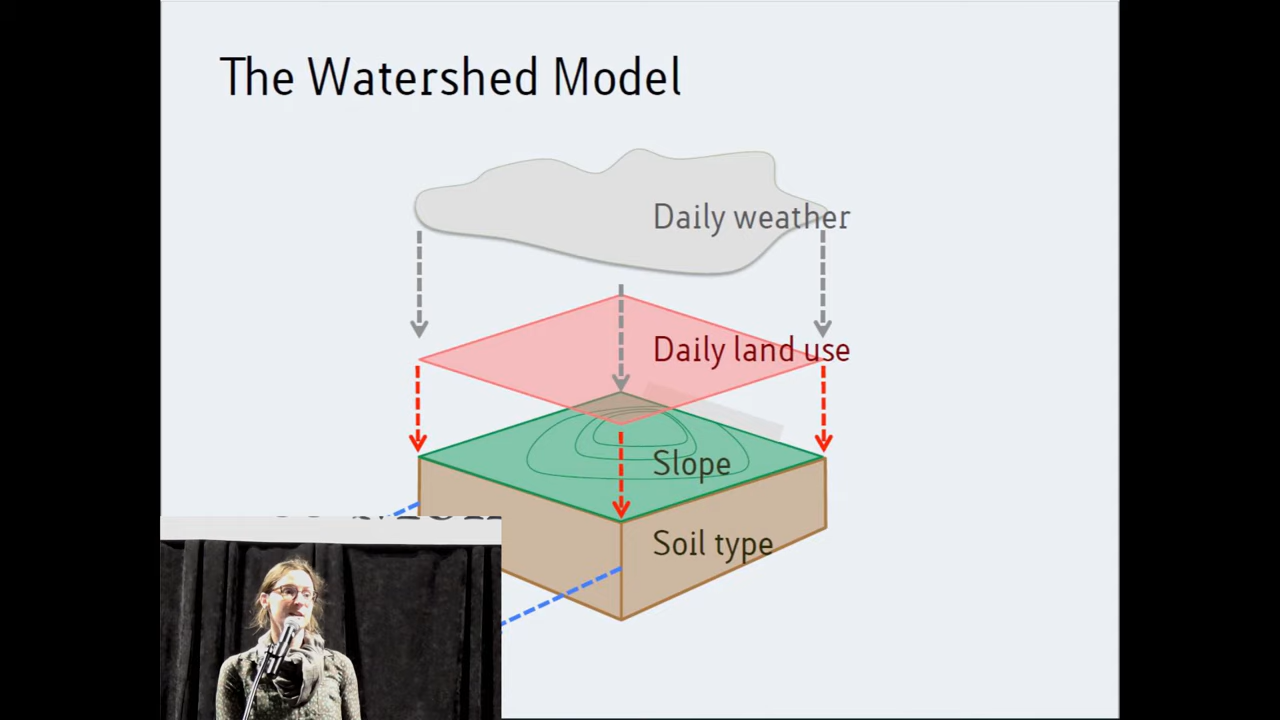 The Watershed Model
Daily weather
Daily land use
Slope
Soil type